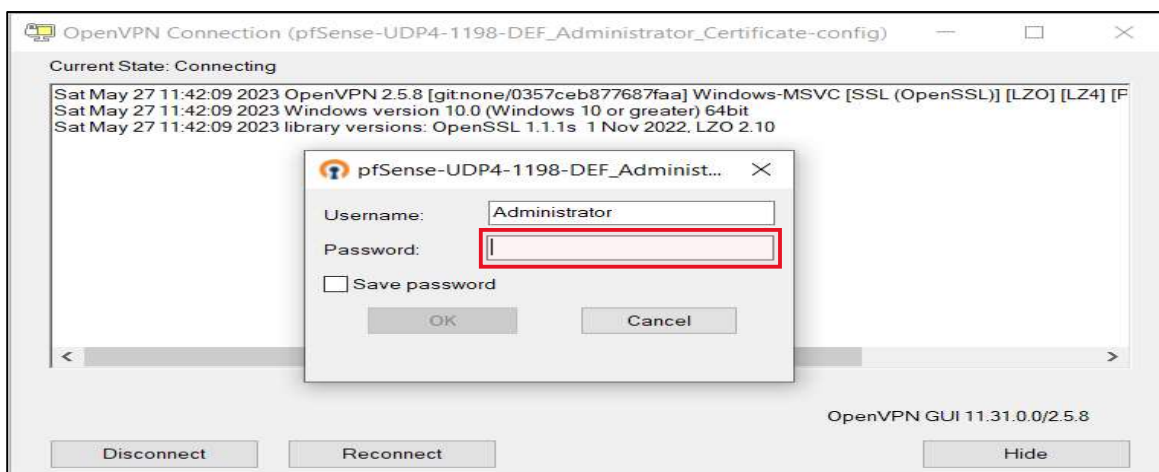 OpenVPN Connection (pfSense-UDP4-1198-DEF_Administrator_Certificate-config)
Current State: Connecting
Sat May 27 11:42:09 2023 OpenVPN 2.5.8 [git:none/0357ceb877687faa] Windows-MSVC [SSL (OpenSSL)] [LZO] [LZ4] [
Sat May 27 11:42:09 2023 Windows version 10.0 (Windows 10 or greater) 64bit
Sat May 27 11:42:09 2023 library versions: OpenSSL 1.1.1s 1 Nov 2022, LZO 2.10
pfSense-UDP4-1198-DEF_Administ...
Username:
Administrator
Password:
Save password
OK
Cancel
OpenVPN GUI 11.31.0.0/2.5.8
Disconnect
Reconnect
Hide